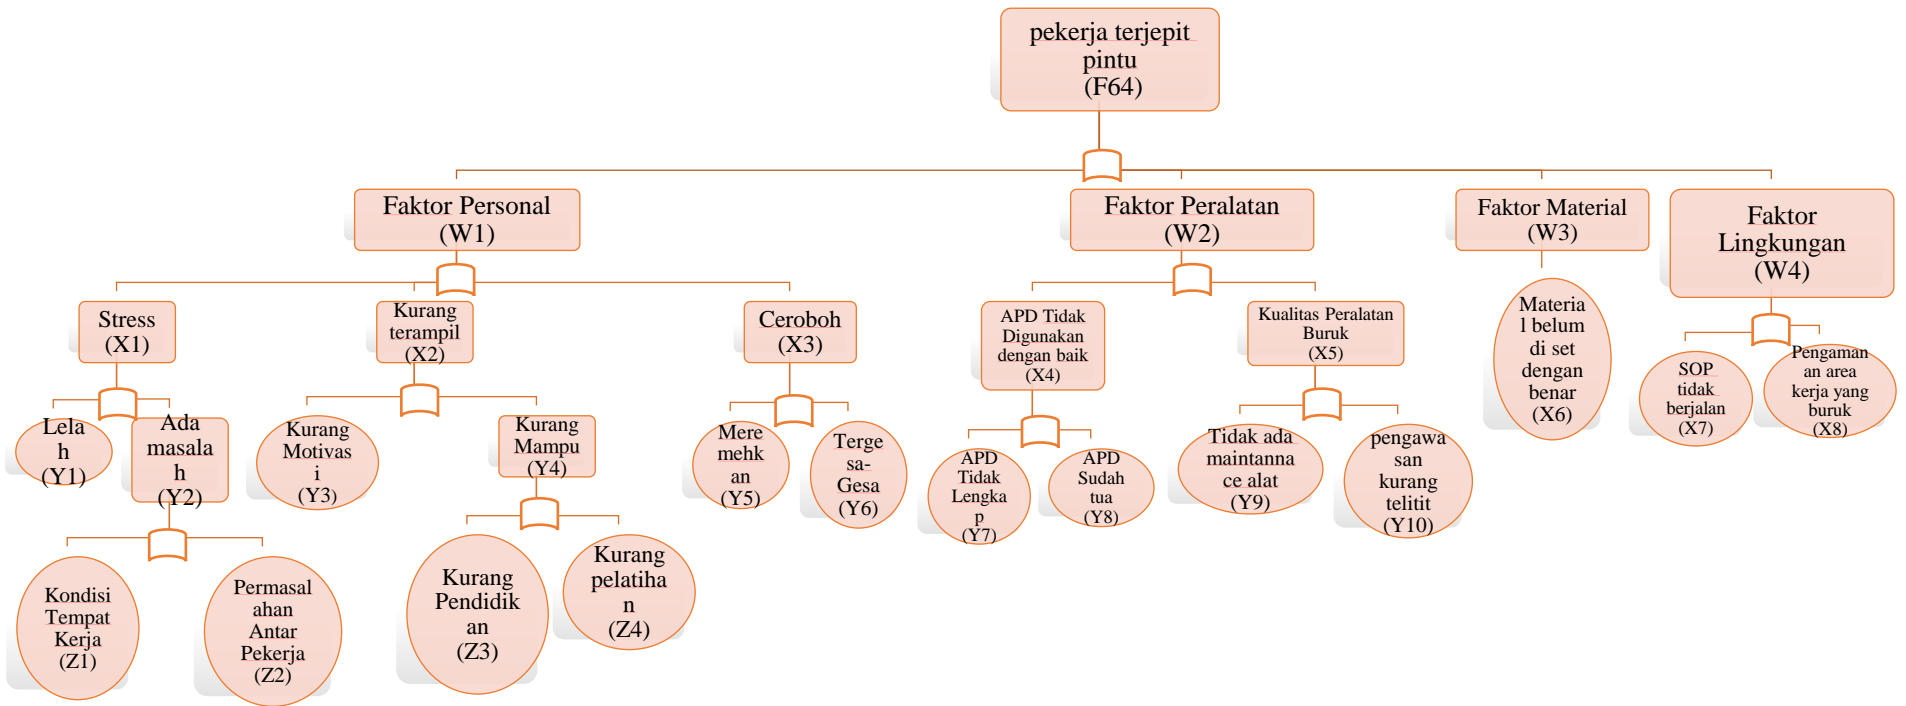 pekerja terjepit
pintu
(F64)
Faktor Personal
(W1)
Faktor Peralatan
(W2)
Faktor Material
(W3)
Faktor
Lingkungan
(W4)
Stress
(X1)
Kurang
terampil
(X2)
Ceroboh
(X3)
APD Tidak
Digunakan
dengan baik
(X4)
Kualitas Peralatan
Buruk
(X5)
Materia
l belum
di set
dengan
benar
(X6)
SOP
tidak
berjalan
(X7)
Pengaman
an area
kerja yang
buruk
(X8)
Lela
h
(Y1)
Ada
masala
h
(Y2)
Kurang
Motivas
i
(Y3)
Kurang
Mampu
(Y4)
Mere
mehk
an
(Y5)
Terge
sa-
Gesa
(Y6)
APD
Tidak
Lengka
p
(Y7)
APD
Sudah
tua
(Y8)
Tidak ada
maintanna
ce alat
(Y9)
pengawa
san
kurang
telitit
(Y10)
Kondisi
Tempat
Kerja
(Z1)
Permasal
ahan
Antar
Pekerja
(Z2)
Kurang
Pendidik
an
(Z3)
Kurang
pelatiha
n
(Z4)